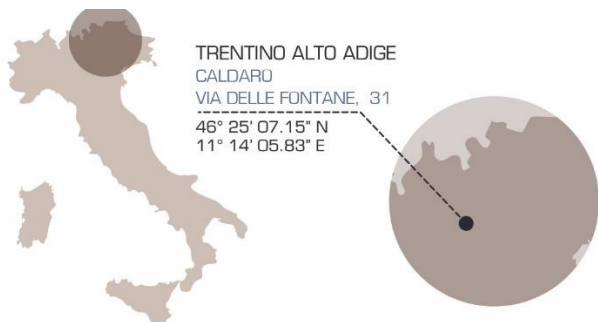 TRENTINO ALTO ADIGE
CALDARO
VIA DELLE FONTANE, 31
46° 25' 07.15" N
11° 14' 05.83" E